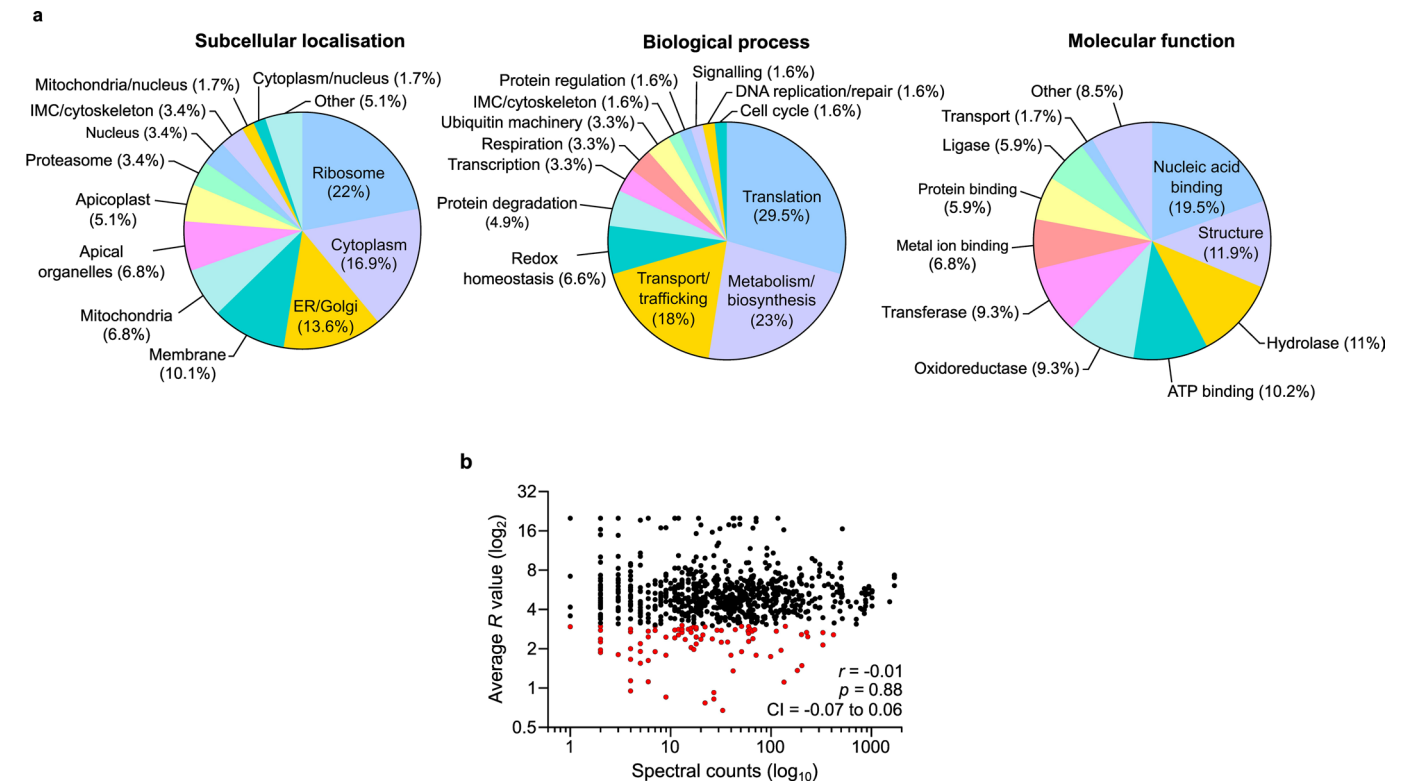 a
Subcellular localisation
Mitochondria/nucleus (1.7%)
Cytoplasm/nucleus (1.7%)
Other (5.1%)
IMC/cytoskeleton (3.4%)
Nucleus (3.4%)
Proteasome (3.4%)
Apicoplast
(5.1%)
Apical
organelles (6.8%)
Mitochondria
(6.8%)
Membrane
(10.1%)
Ribosome
(22%)
Cytoplasm
(16.9%)
ER/Golgi
(13.6%)
Biological process
Signalling (1.6%)
Protein regulation (1.6%)
DNA replication/repair (1.6%)
IMC/cytoskeleton (1.6%)
Cell cycle (1.6%)
Ubiquitin machinery (3.3%)
Respiration (3.3%)
Transcription (3.3%)
Protein degradation
(4.9%)
Redox
homeostasis (6.6%)
Translation
(29.5%)
Transport/
trafficking
(18%)
Metabolism/
biosynthesis
(23%)
Molecular function
Other (8.5%)
Transport (1.7%)
Ligase (5.9%)
Protein binding
(5.9%)
Metal ion binding
(6.8%)
Transferase (9.3%)
Oxidoreductase (9.3%)
Nucleic acid
binding
(19.5%)
Structure
(11.9%)
Hydrolase (11%)
ATP binding (10.2%)
b
Average R value (log2)
32
16
8
4
2
1
0.5
r = -0.01
p = 0.88
CI = -0.07 to 0.06
1 10 100 1000
Spectral counts (log10)